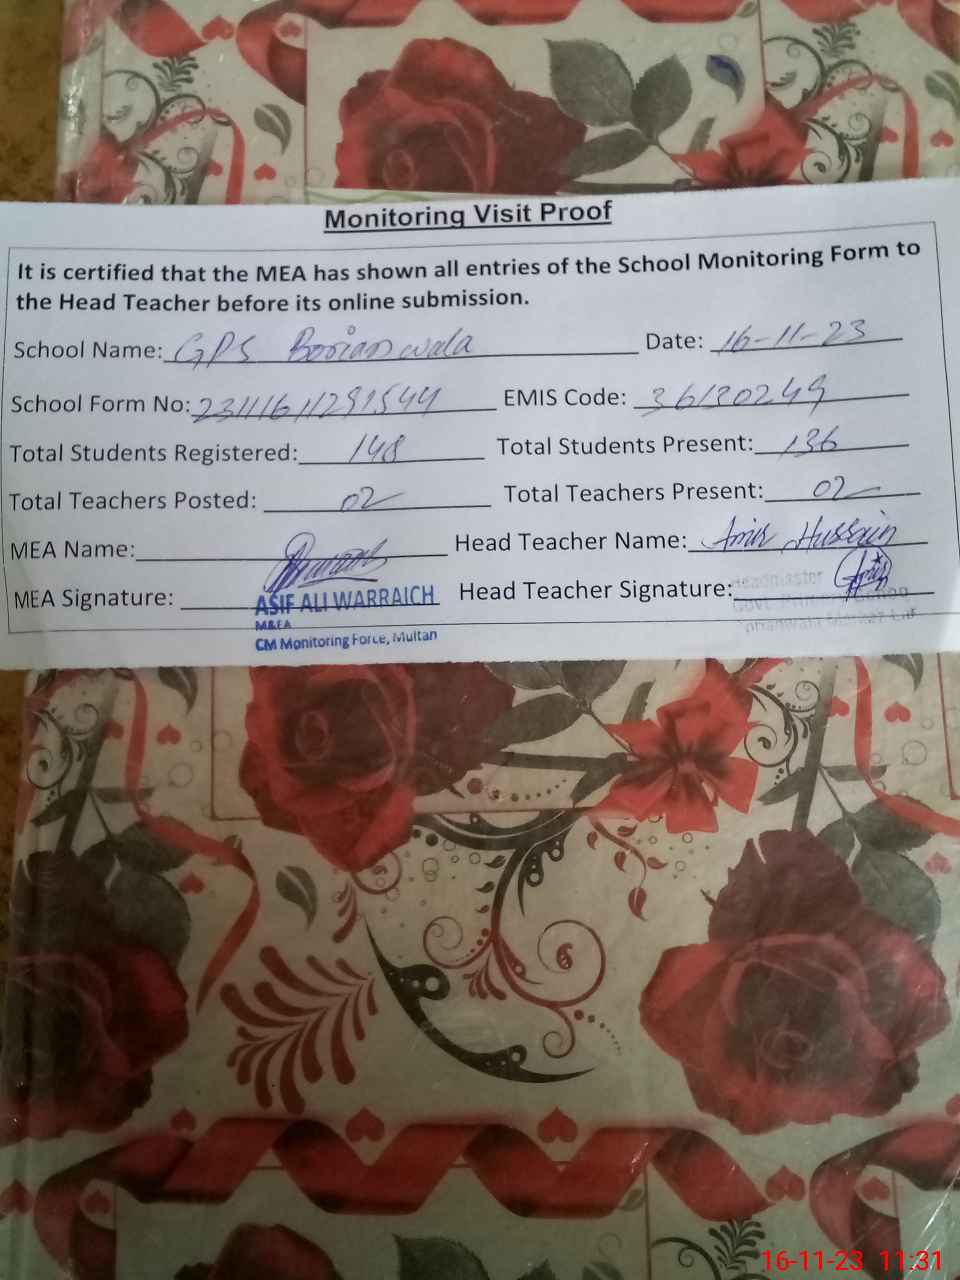 Monitoring Visit Proof
It is certified that the MEA has shown all entries of the School Monitoring Form to
the Head Teacher before its online submission.
School Name: GPS Date: 16-11-23
School Form No: EMIS Code: 36130249
Total Students Registered: 148 Total Students Present: 136
Total Teachers Posted: 02 Total Teachers Present: 02
MEA Name: Head Teacher Name: Amir Hussain
MEA Signature: Head Teacher Signature:
ASIF ALI WARRAICH
M&EA
CM Monitoring Force, Multan
Headmaster
Govt. Primary
16-11-23 11:31